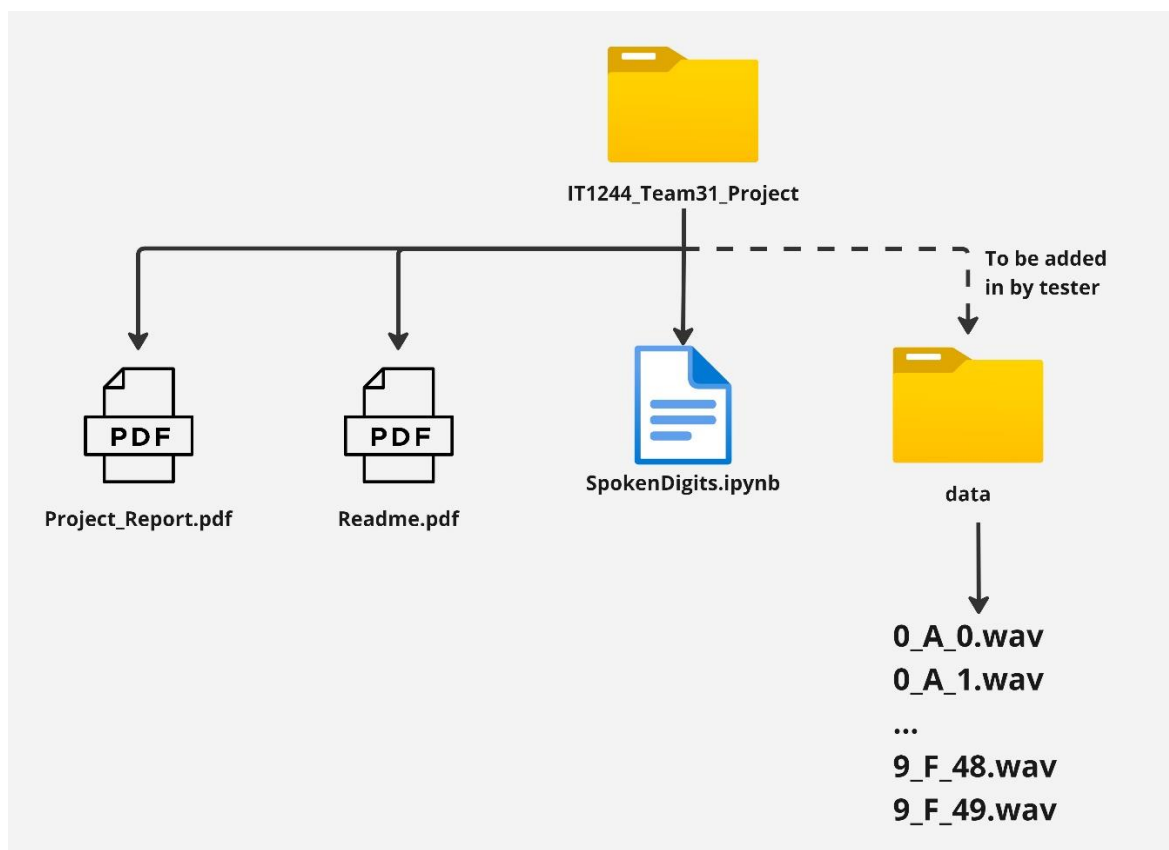 IT1244_Team31_Project
To be added
in by tester
PDF
PDF
Project_Report.pdf
Readme.pdf
SpokenDigits.ipynb
data
0_A_0.wav
0_A_1.wav
...
9_F_48.wav
9_F_49.wav